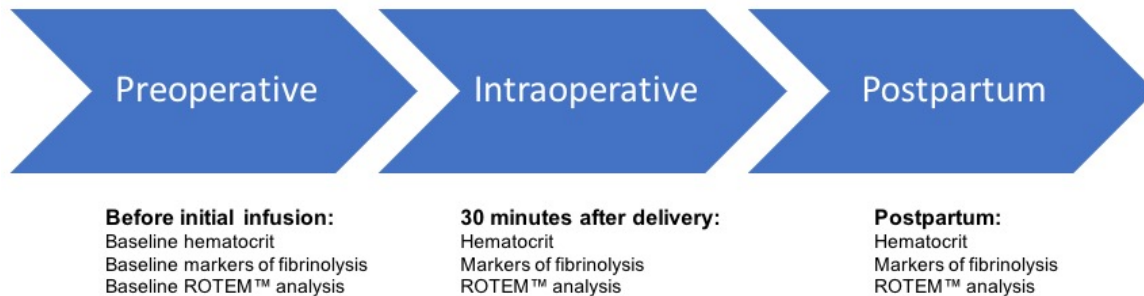 Preoperative
Intraoperative
Postpartum
Before initial infusion:
Baseline hematocrit
Baseline markers of fibrinolysis
Baseline ROTEM™ analysis
30 minutes after delivery:
Hematocrit
Markers of fibrinolysis
ROTEM™ analysis
Postpartum:
Hematocrit
Markers of fibrinolysis
ROTEM™ analysis